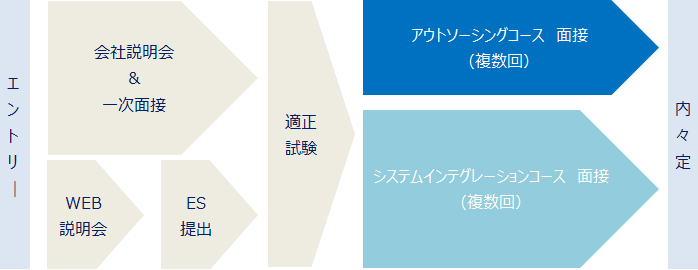 エントリー
会社説明会
&
一次面接
WEB
説明会
ES
提出
適正
試験
アウトソーシングコース　面接
（複数回）
システムインテグレーションコース　面接
（複数回）
内々定